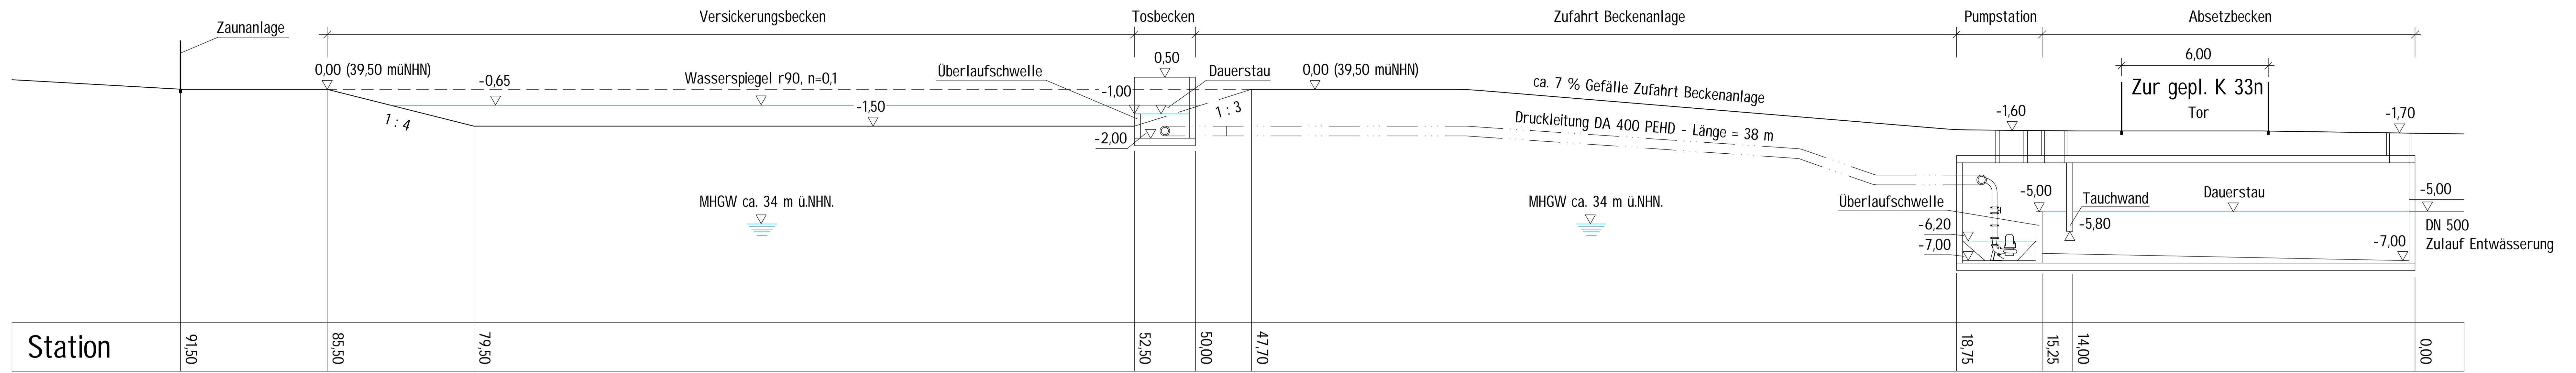 Versickerungsbecken
Tosbecken
Zufahrt Beckenanlage
Pumpstation
Absetzbecken
Zaunanlage
0,00 (39,50 müNHN)
-0,65
Wasserspiegel r90, n=0,1
Überlaufschwelle
0,50
Dauerstau
0,00 (39,50 müNHN)
ca. 7 % Gefälle Zufahrt Beckenanlage
6,00
Zur gepl. K 33n
Tor
-1,00
-1,50
1 : 4
1 : 3
-1,60
-1,70
-2,00
Druckleitung DA 400 PEHD - Länge = 38 m
MHGW ca. 34 m ü.NHN.
MHGW ca. 34 m ü.NHN.
Überlaufschwelle
-5,00
Tauchwand
Dauerstau
-5,00
-6,20
-5,80
DN 500
Zulauf Entwässerung
-7,00
-7,00
Station
91,50
85,50
79,50
52,50
50,00
47,70
18,75
15,25
14,00
0,00